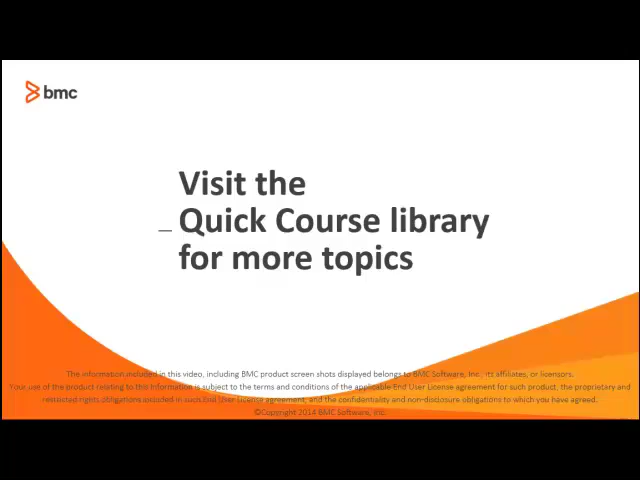 bmc
Visit the
Quick Course library
for more topics
The information included in this video, including BMC product screen shots displayed belongs to BMC Software, Inc., its affiliates, or licensors.
Your use of the product relating to this information is subject to the terms and conditions of the applicable End User License agreement for such product, the proprietary and
restricted rights obligations included in such End User License agreement, and the confidentiality and non-disclosure obligations to which you have agreed.
©Copyright 2014 BMC Software, Inc.